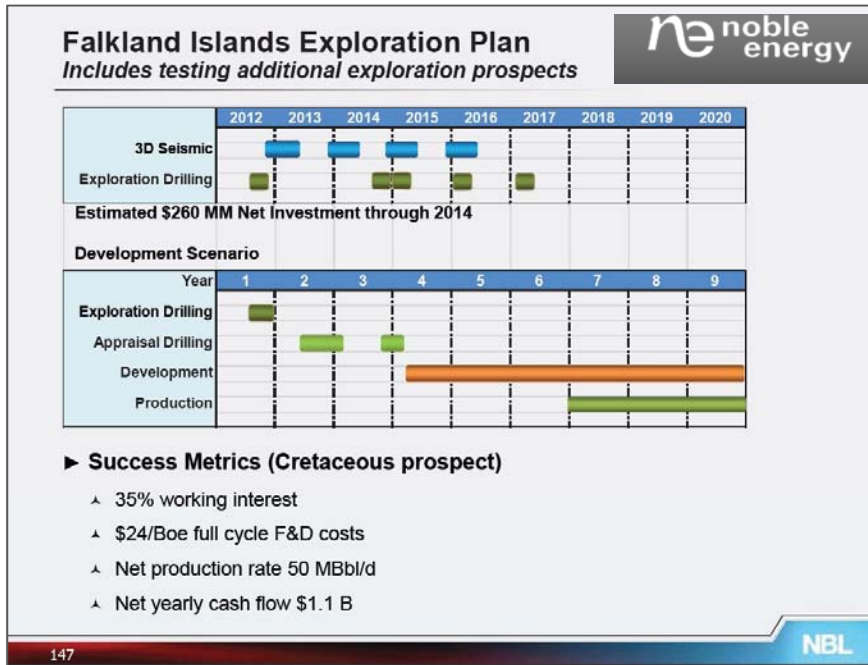 Falkland Islands Exploration Plan
Includes testing additional exploration prospects
ne noble energy
2012 2013 2014 2015 2016 2017 2018 2019 2020
3D Seismic
Exploration Drilling
Estimated $260 MM Net Investment through 2014
Development Scenario
Year 1 2 3 4 5 6 7 8 9
Exploration Drilling
Appraisal Drilling
Development
Production
► Success Metrics (Cretaceous prospect)
35% working interest
$24/Boe full cycle F&D costs
Net production rate 50 MBbl/d
Net yearly cash flow $1.1 B
147
NBL